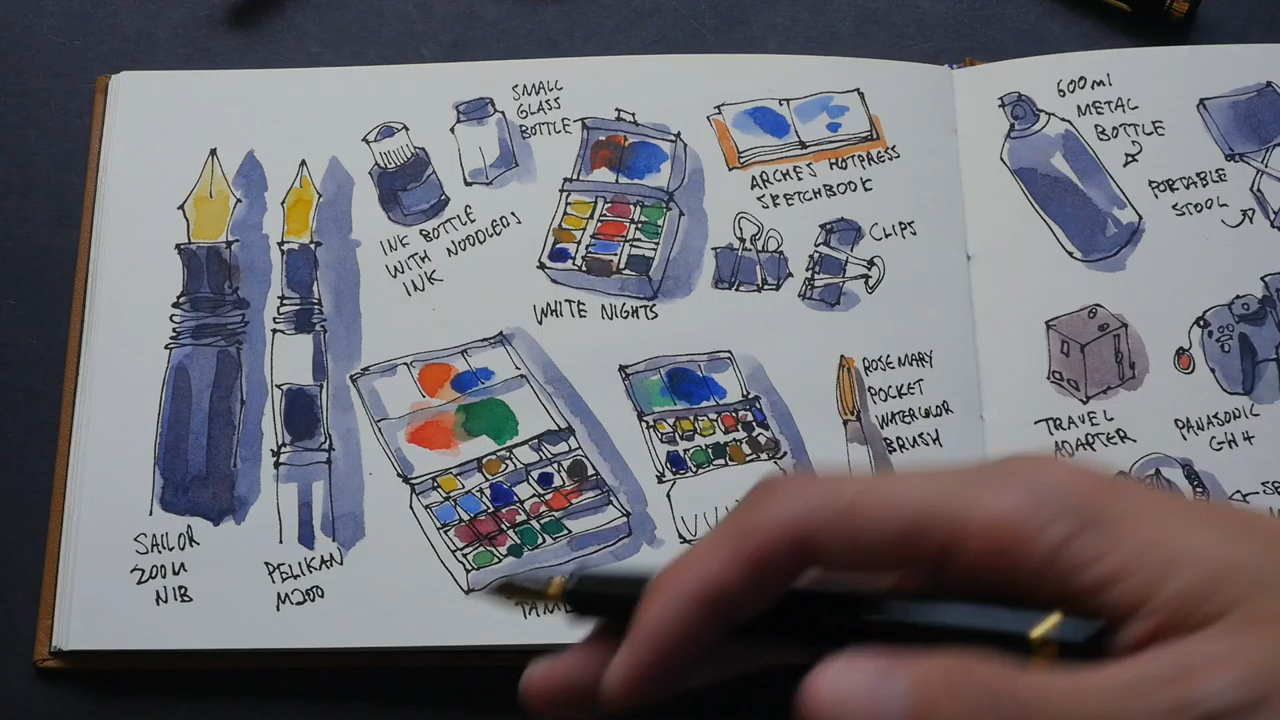 SMALL
GLASS
BOTTLE
INK BOTTLE
WITH NOODLERS
INK
WHITE NIGHTS
ARCHES HOTPRESS
SKETCHBOOK
CLIPS
SAILOR
ZOOM
NIB
PELIKAN
M200
ROSEMARY
POCKET
WATERCOLOR
BRUSH
600ml
METAL
BOTTLE
PORTABLE
STOOL
TRAVEL
ADAPTER
PANASONIC
GH4